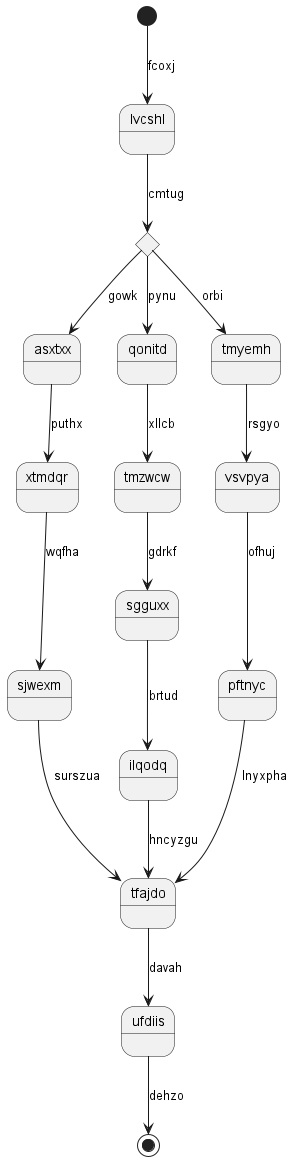 fcoxj
lvcshl
cmtug
gowk pynu orbi
asxtxx qonitd tmyemh
puthx xllcb rsgyo
xtmdqr tmzwcw vsvpya
wqfha gdrkf ofhuj
sgguxx
sjwexm brtud pftnyc
ilqodq
surszua hncyzgu lnyxpha
tfajdo
davah
ufdiis
dehzo